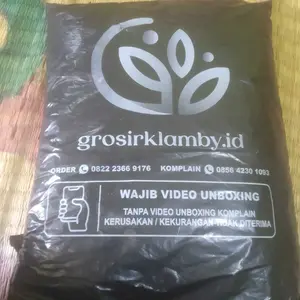 grosirklamby.id
ORDER 0822 2366 9176 KOMPLAIN 0856 4230 1093
WAJIB VIDEO UNBOXING
TANPA VIDEO UNBOXING KOMPLAIN
KERUSAKAN / KEKURANGAN TIDAK DITERIMA